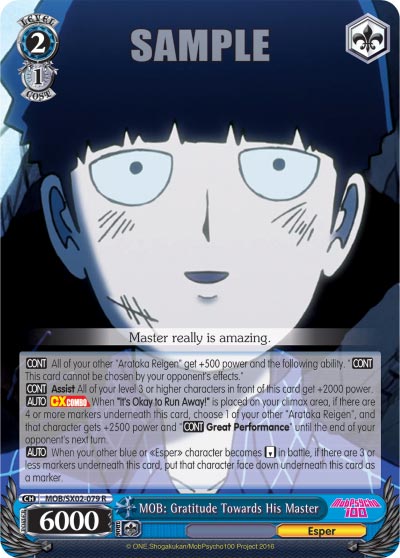 LEVEL
2
1
COST
SAMPLE
Master really is amazing.
CONT All of your other "Arataka Reigen" get +500 power and the following ability. "CONT
This card cannot be chosen by your opponent's effects."
CONT Assist All of your level 3 or higher characters in front of this card get +2000 power.
AUTO CXCOMBO When "It's Okay to Run Away!" is placed on your climax area, if there are
4 or more markers underneath this card, choose 1 of your other "Arataka Reigen", and
that character gets +2500 power and "CONT Great Performance" until the end of your
opponent's next turn.
AUTO When your other blue or «Esper» character becomes in battle, if there are 3 or
less markers underneath this card, put that character face down underneath this card as
a marker.
CH MOB/SX02-079 R
MOB: Gratitude Towards His Master
MobPsycho
100
POWER
6000
Esper
© ONE,Shogakukan/MobPsycho100 Project 2016